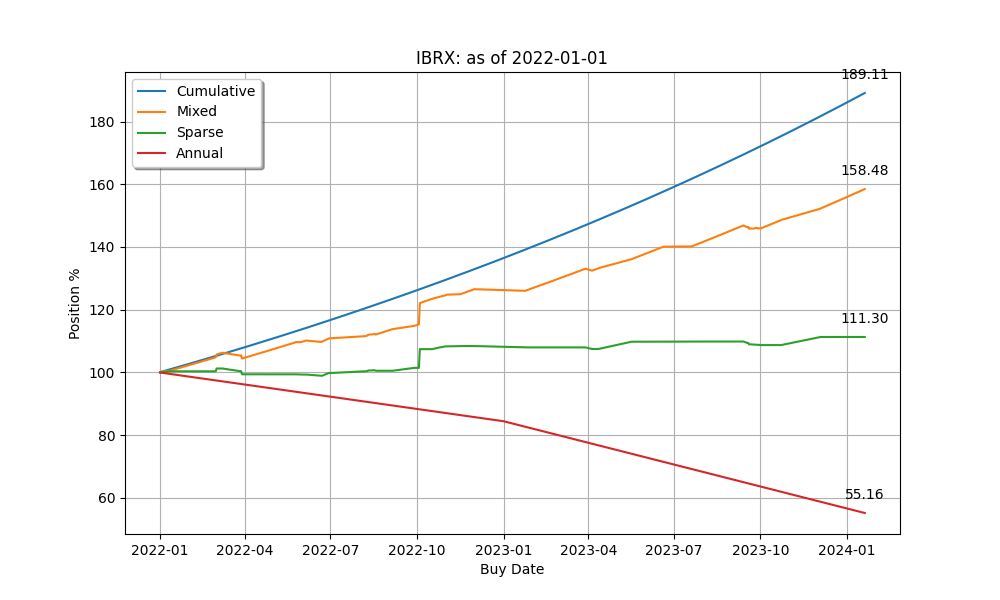 IBRX: as of 2022-01-01
189.11
Cumulative
Mixed
Sparse
Annual
180
158.48
160
140
120
111.30
100
80
60
55.16
Position %
2022-01 2022-04 2022-07 2022-10 2023-01 2023-04 2023-07 2023-10 2024-01
Buy Date